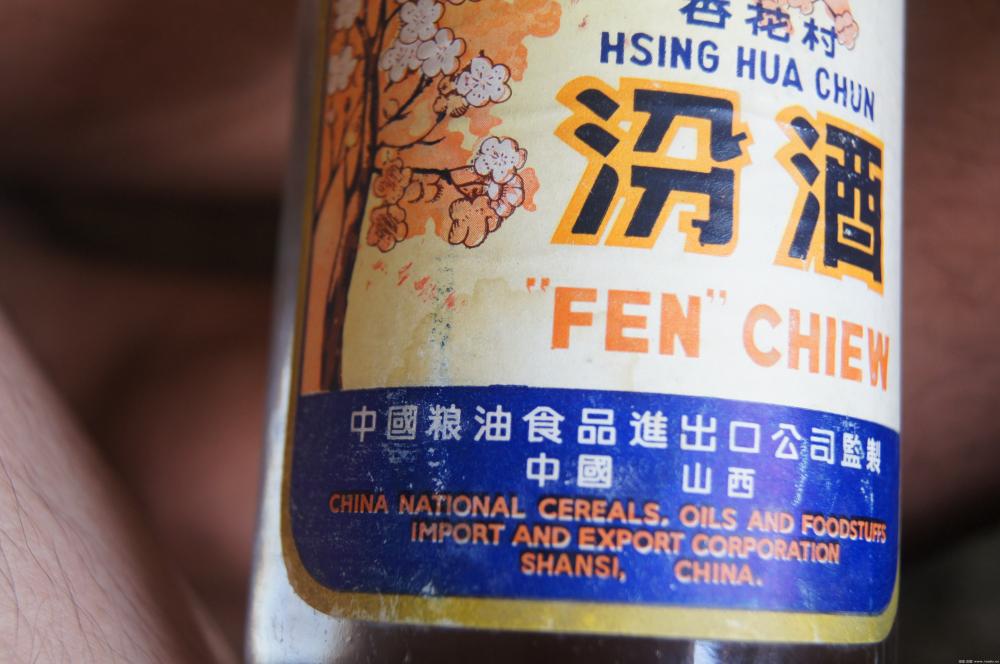 杏花村
HSING HUA CHUN
汾酒
"FEN" CHIEW
中國粮油食品進出口公司監製
中國 山西
CHINA NATIONAL CEREALS, OILS AND FOODSTUFFS
IMPORT AND EXPORT CORPORATION
SHANSI, CHINA.